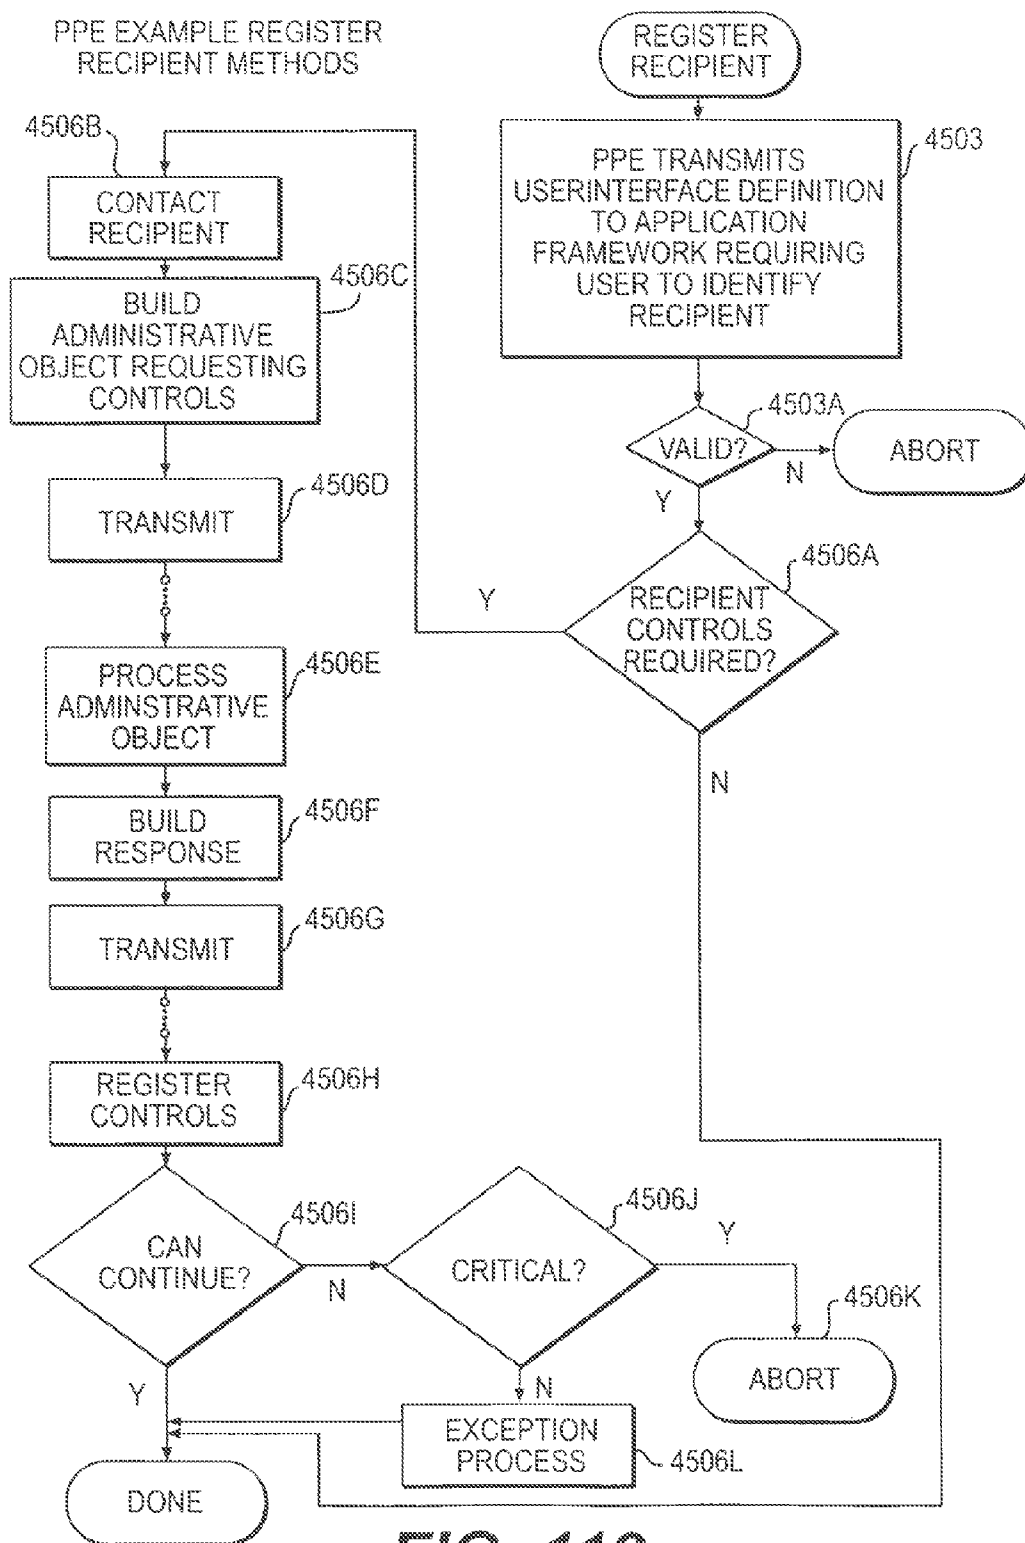 PPE EXAMPLE REGISTER
RECIPIENT METHODS
REGISTER
RECIPIENT
4503
PPE TRANSMITS
USERINTERFACE DEFINITION
TO APPLICATION
FRAMEWORK REQUIRING
USER TO IDENTIFY
RECIPIENT
4503A
VALID?
N
ABORT
Y
4506A
RECIPIENT
CONTROLS
REQUIRED?
Y
N
4506B
CONTACT
RECIPIENT
4506C
BUILD
ADMINISTRATIVE
OBJECT REQUESTING
CONTROLS
4506D
TRANSMIT
4506E
PROCESS
ADMINSTRATIVE
OBJECT
4506F
BUILD
RESPONSE
4506G
TRANSMIT
4506H
REGISTER
CONTROLS
4506I
CAN
CONTINUE?
N
Y
4506J
CRITICAL?
Y
N
4506K
ABORT
EXCEPTION
PROCESS
4506L
DONE